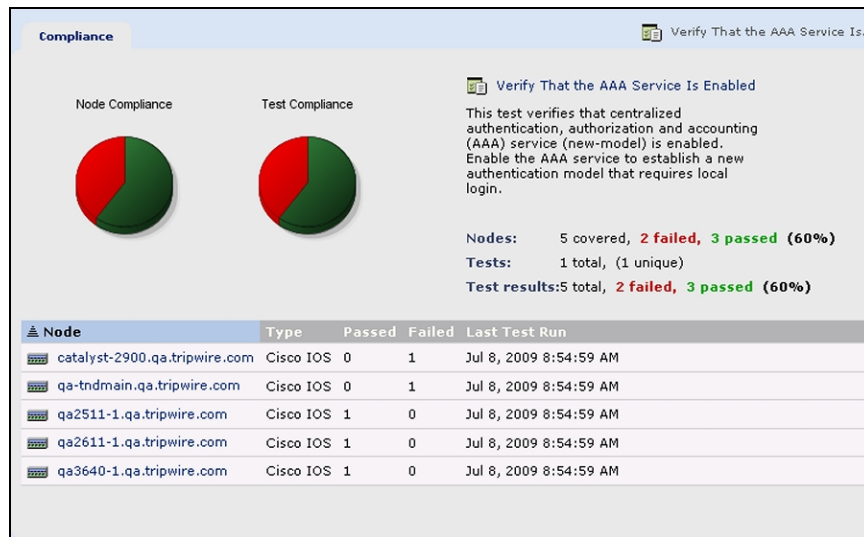 Compliance
Verify That the AAA Service Is.
Node Compliance
Test Compliance
Verify That the AAA Service Is Enabled
This test verifies that centralized
authentication, authorization and accounting
(AAA) service (new-model) is enabled.
Enable the AAA service to establish a new
authentication model that requires local
login.
Nodes: 5 covered, 2 failed, 3 passed (60%)
Tests: 1 total, (1 unique)
Test results:5 total, 2 failed, 3 passed (60%)
Node Type Passed Failed Last Test Run
catalyst-2900.qa.tripwire.com Cisco IOS 0 1 Jul 8, 2009 8:54:59 AM
qa-tndmain.qa.tripwire.com Cisco IOS 0 1 Jul 8, 2009 8:54:59 AM
qa2511-1.qa.tripwire.com Cisco IOS 1 0 Jul 8, 2009 8:54:59 AM
qa2611-1.qa.tripwire.com Cisco IOS 1 0 Jul 8, 2009 8:54:59 AM
qa3640-1.qa.tripwire.com Cisco IOS 1 0 Jul 8, 2009 8:54:59 AM